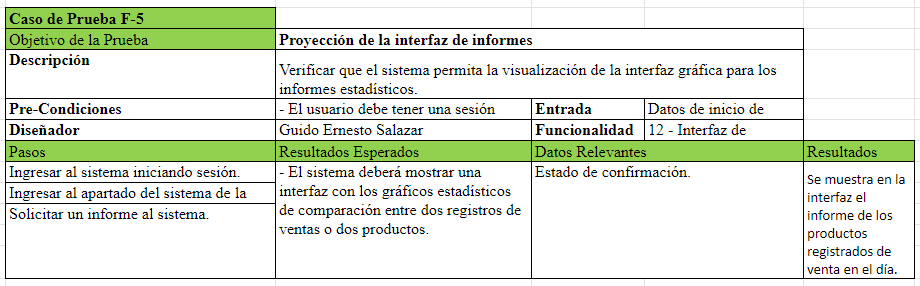 Caso de Prueba F-5
Objetivo de la Prueba
Proyección de la interfaz de informes
Descripción
Verificar que el sistema permita la visualización de la interfaz gráfica para los
informes estadísticos.
Pre-Condiciones
- El usuario debe tener una sesión
Entrada
Datos de inicio de
Diseñador
Guido Ernesto Salazar
Funcionalidad
12 - Interfaz de
Pasos
Resultados Esperados
Datos Relevantes
Resultados
Ingresar al sistema iniciando sesión.
Ingresar al apartado del sistema de la
Solicitar un informe al sistema.
- El sistema deberá mostrar una
interfaz con los gráficos estadísticos
de comparación entre dos registros de
ventas o dos productos.
Estado de confirmación.
Se muestra en la
interfaz el
informe de los
productos
registrados de
venta en el día.